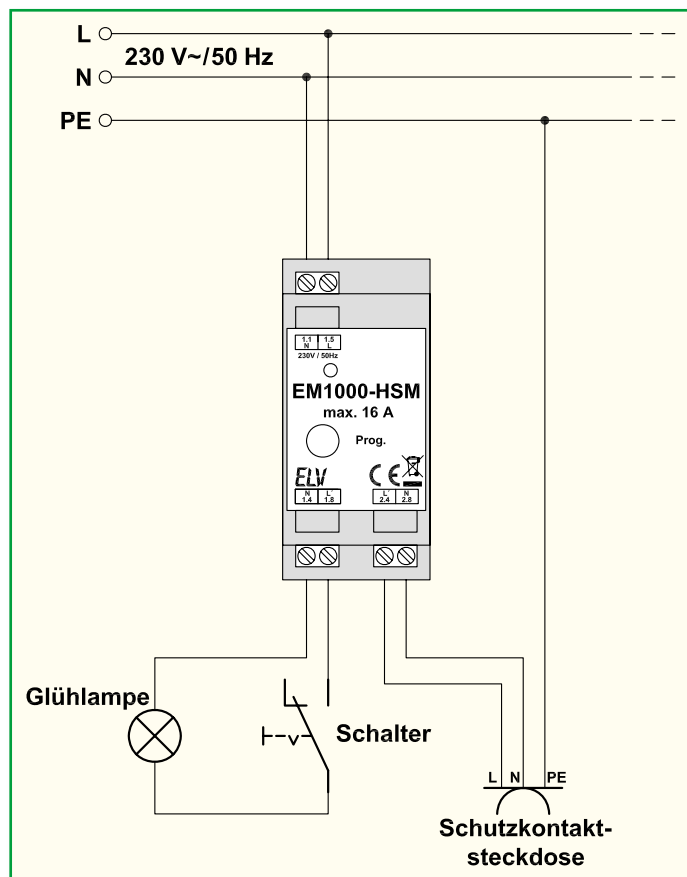 L
230 V~/50 Hz
N
PE
1.1 1.5
N L
230V / 50Hz
EM1000-HSM
max. 16 A
Prog.
ELV CE
N L´ L´ N
1.4 1.8 2.4 2.8
Glühlampe
Schalter
L N PE
Schutzkontakt-
steckdose